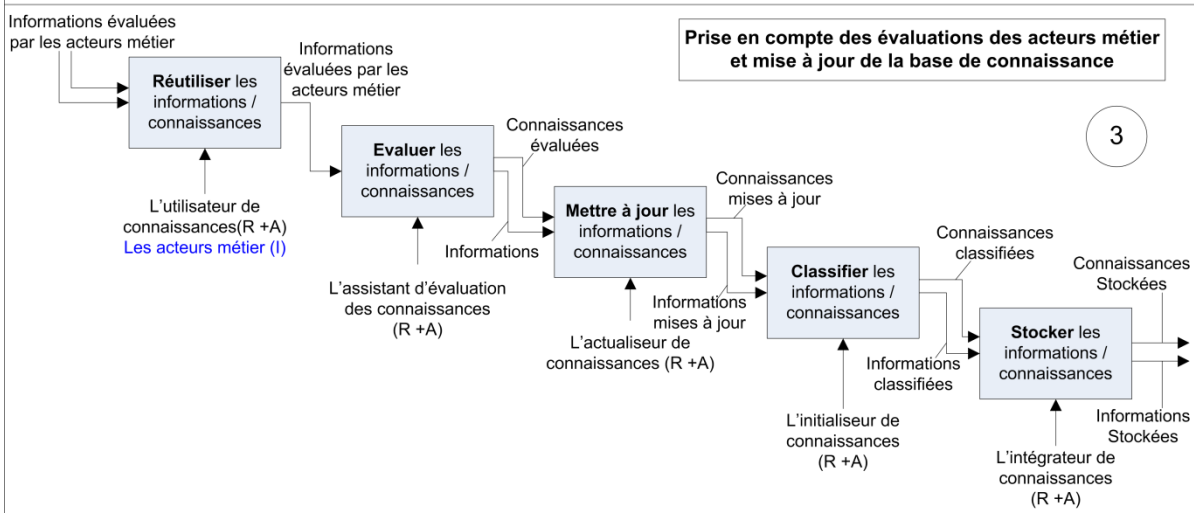 Informations évaluées
par les acteurs métier
Prise en compte des évaluations des acteurs métier
et mise à jour de la base de connaissance
3
Réutiliser les
informations /
connaissances
Informations
évaluées par les
acteurs métier
L'utilisateur de
connaissances(R +A)
Les acteurs métier (I)
Evaluer les
informations /
connaissances
Connaissances
évaluées
Informations
L'assistant d'évaluation
des connaissances
(R +A)
Mettre à jour les
informations /
connaissances
Connaissances
mises à jour
Informations
mises à jour
L'actualiseur de
connaissances (R +A)
Classifier les
informations /
connaissances
Connaissances
classifiées
Informations
classifiées
L'initialiseur de
connaissances
(R +A)
Stocker les
informations /
connaissances
Connaissances
Stockées
Informations
Stockées
L'intégrateur de
connaissances
(R +A)